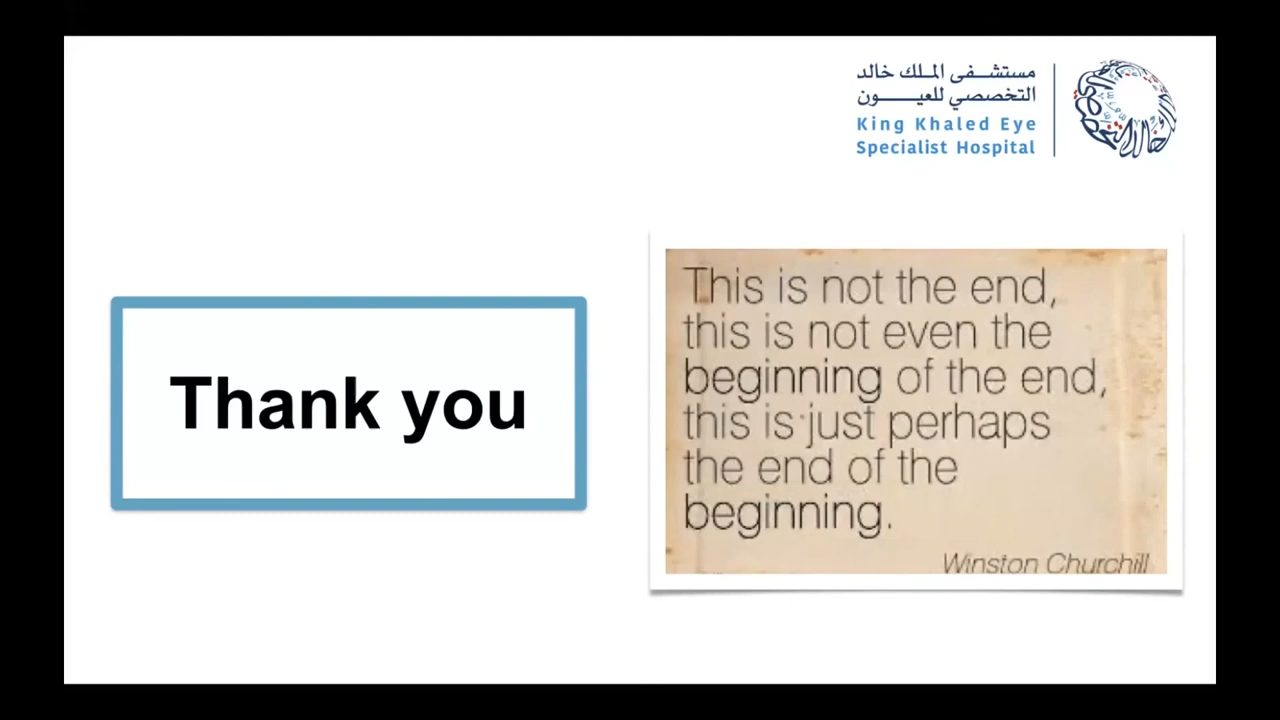 مستشفى الملك خالد
التخصصي للعيون
King Khaled Eye
Specialist Hospital
Thank you
This is not the end,
this is not even the
beginning of the end,
this is just perhaps
the end of the
beginning.
Winston Churchill